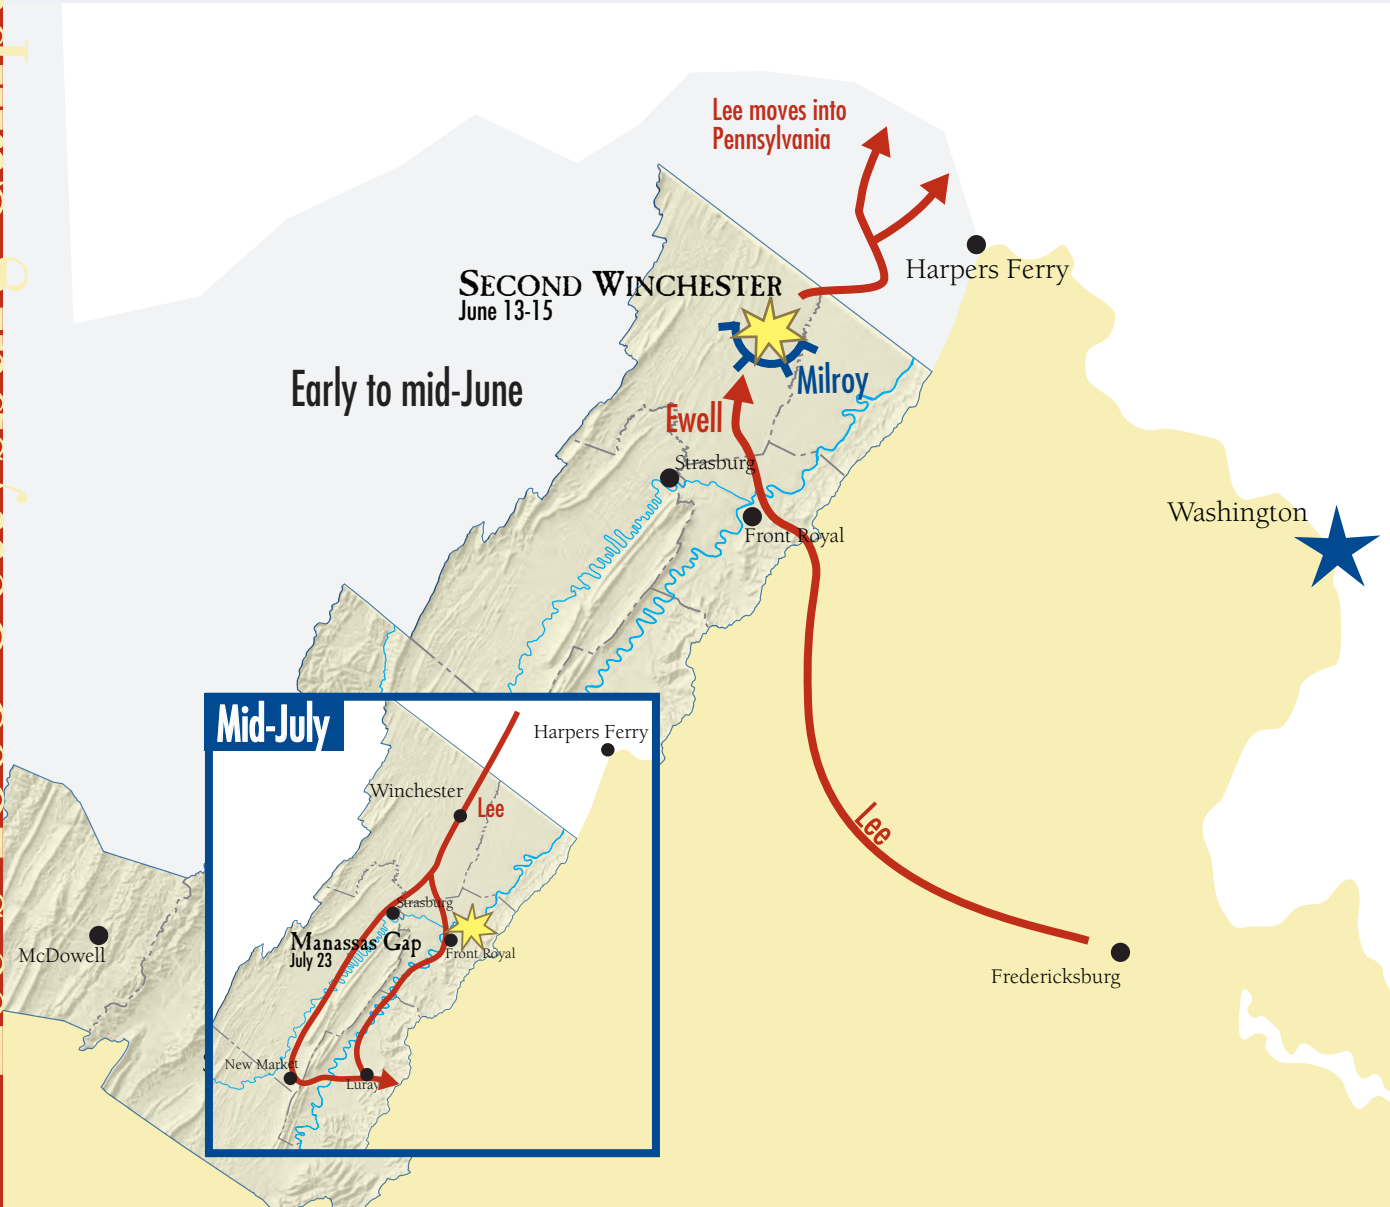 Lee moves into
Pennsylvania
Harpers Ferry
SECOND WINCHESTER
June 13-15
Early to mid-June
Milroy
Ewell
Strasburg
Front Royal
Washington
Lee
Fredericksburg
McDowell
Mid-July
Harpers Ferry
Winchester
Lee
Strasburg
Manassas Gap
July 23
Front Royal
New Market
Luray